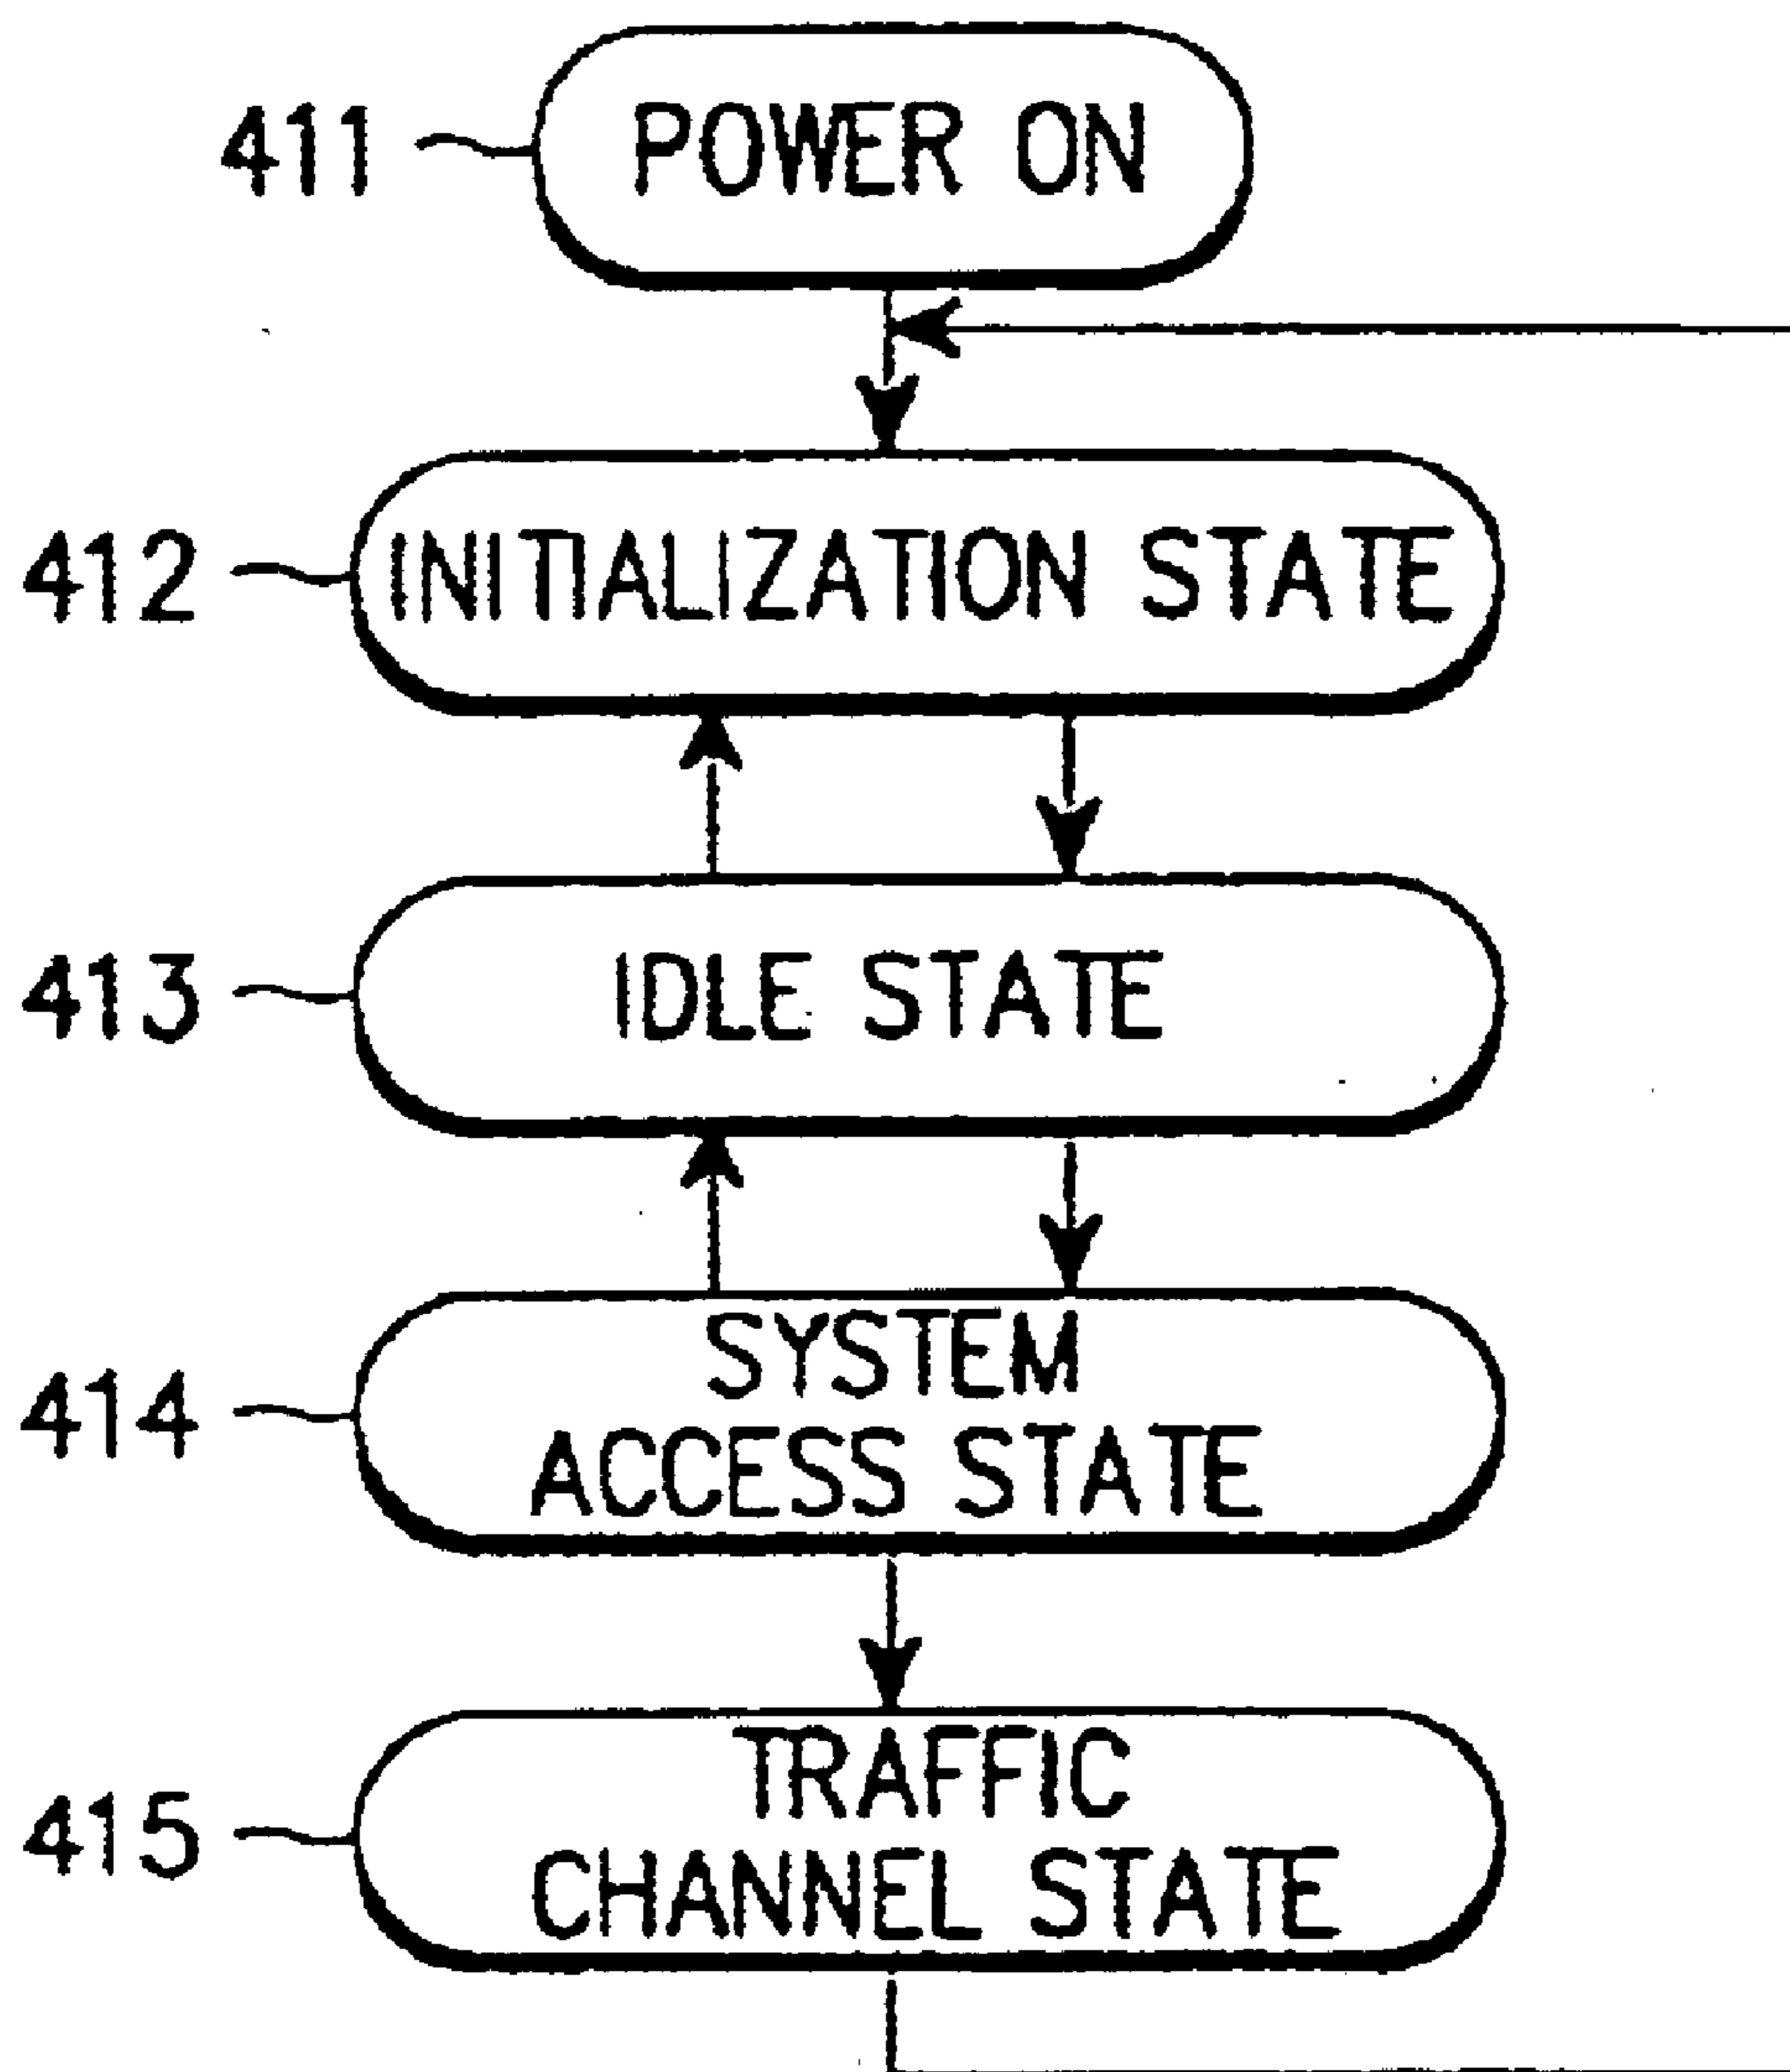 411 POWER ON
412 INITIALIZATION STATE
413 IDLE STATE
SYSTEM
414
ACCESS STATE
TRAFFIC
415
CHANNEL STATE